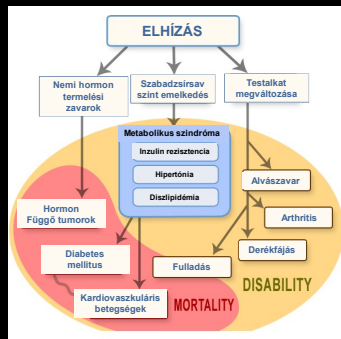 ELHÍZÁS
Nemi hormon
termelési
zavarok
Szabadzsírsav
szint emelkedés
Testalkat
megváltozása
Metabolikus szindróma
Inzulin rezisztencia
Hipertónia
Diszlipidémia
Alvászavar
Hormon
Függő tumorok
Arthritis
Derékfájás
Diabetes
mellitus
Fulladás
DISABILITY
Kardiovaszkuláris
betegségek
MORTALITY